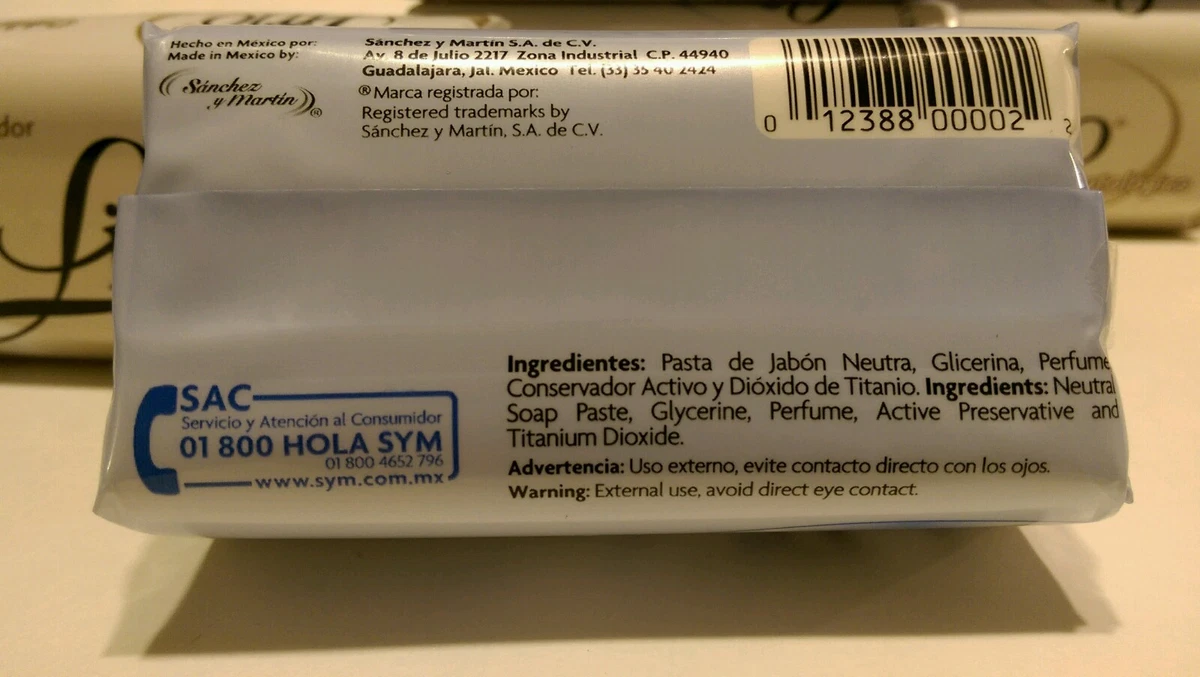 Hecho en México por:
Made in Mexico by:
Sánchez
y Martín
®
Sánchez y Martín S.A. de C.V.
Av. 8 de Julio 2217 Zona Industrial C.P. 44940
Guadalajara, Jal. Mexico Tel. (33) 35 40 2424
® Marca registrada por:
Registered trademarks by
Sánchez y Martín, S.A. de C.V.
0 12388 00002 2
dor
SAC
Servicio y Atención al Consumidor
01 800 HOLA SYM
01 800 4652 796
www.sym.com.mx
Ingredientes: Pasta de Jabón Neutra, Glicerina, Perfume
Conservador Activo y Dióxido de Titanio. Ingredients: Neutral
Soap Paste, Glycerine, Perfume, Active Preservative and
Titanium Dioxide.
Advertencia: Uso externo, evite contacto directo con los ojos.
Warning: External use, avoid direct eye contact.